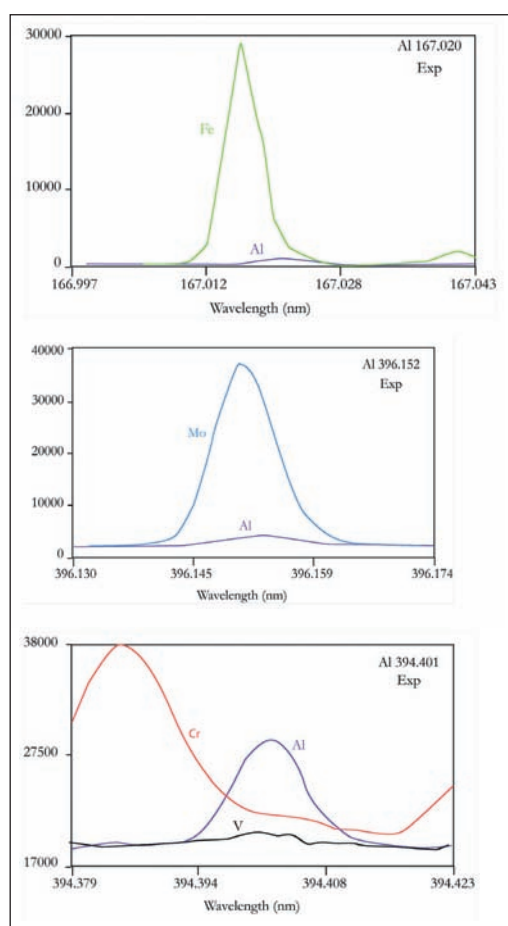 30000
Al 167.020
Exp
Fe
20000
10000
Al
0
166.997 167.012 167.028 167.043
Wavelength (nm)
40000
Al 396.152
Exp
30000
Mo
20000
10000
Al
0
396.130 396.145 396.159 396.174
Wavelength (nm)
38000
Al 394.401
Exp
Cr
Al
27500
V
17000
394.379 394.394 394.408 394.423
Wavelength (nm)